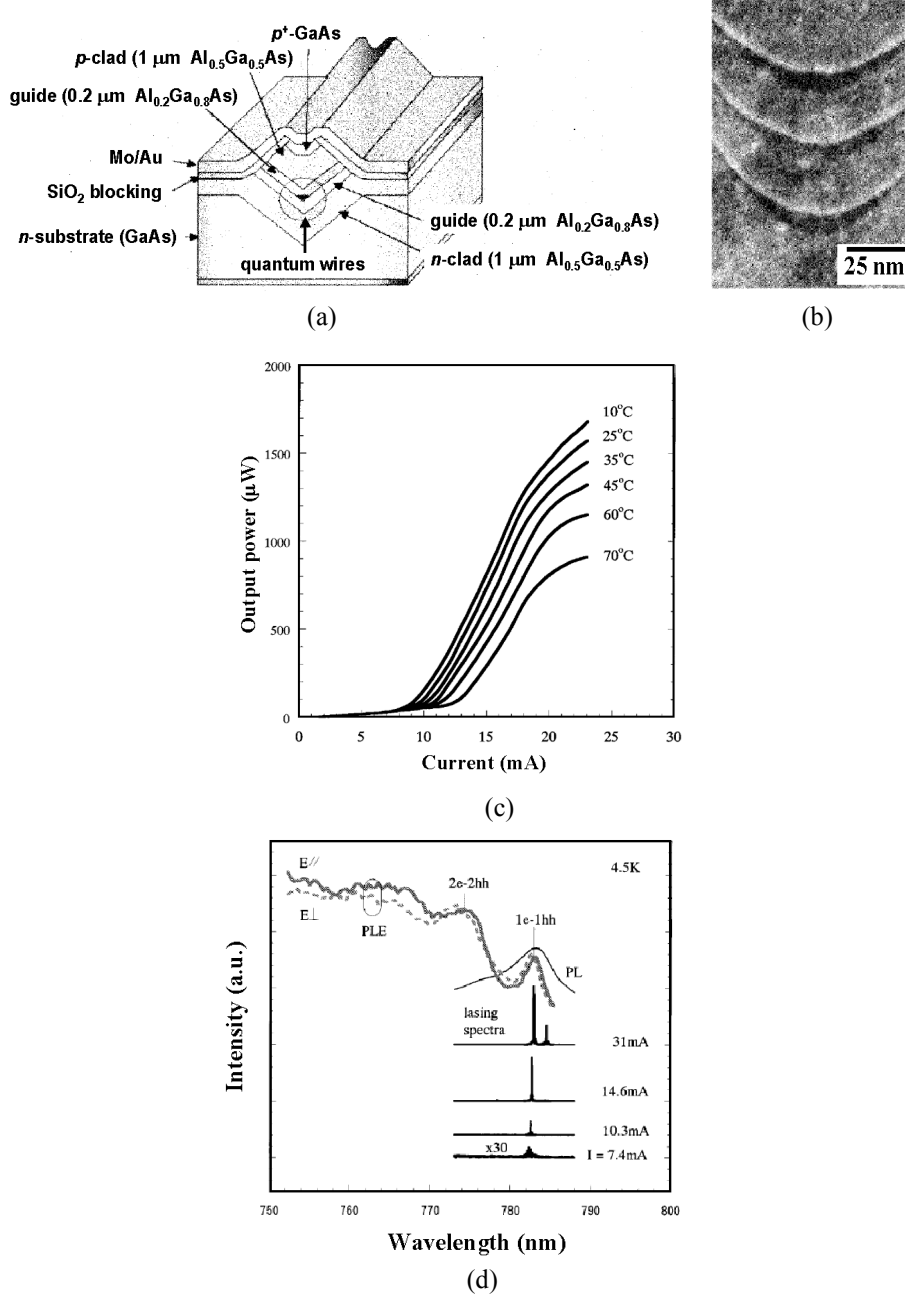 p⁺-GaAs
p-clad (1 μm Al₀.₅Ga₀.₅As)
guide (0.2 μm Al₀.₂Ga₀.₈As)
Mo/Au
SiO₂ blocking
n-substrate (GaAs)
guide (0.2 μm Al₀.₂Ga₀.₈As)
quantum wires
n-clad (1 μm Al₀.₅Ga₀.₅As)
25 nm
(a)
(b)
2000
1500
1000
500
0
Output power (μW)
10°C
25°C
35°C
45°C
60°C
70°C
0 5 10 15 20 25 30
Current (mA)
(c)
E//
E⊥
PLE
2e-2hh
1e-1hh
4.5K
PL
lasing
spectra
31mA
14.6mA
10.3mA
x30
I = 7.4mA
Intensity (a.u.)
750 760 770 780 790 800
Wavelength (nm)
(d)